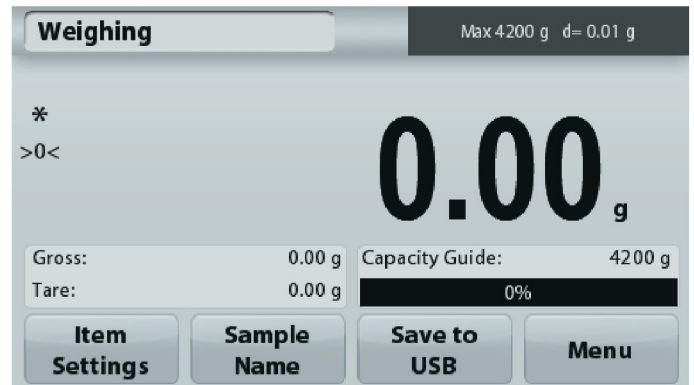 Weighing
Max 4200 g d= 0.01 g
*
>0<
0.00 g
Gross: 0.00 g
Tare: 0.00 g
Capacity Guide: 4200 g
0%
Item
Settings
Sample
Name
Save to
USB
Menu